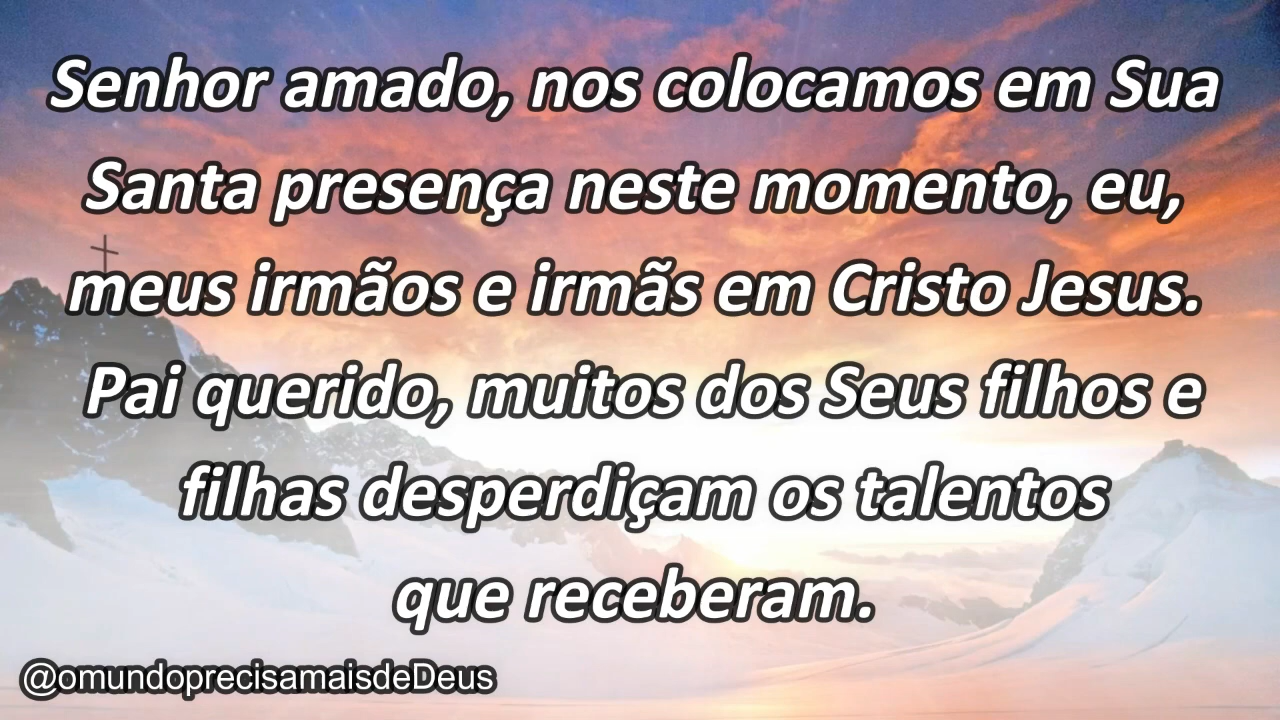 Senhor amado, nos colocamos em Sua
Santa presença neste momento, eu,
meus irmãos e irmãs em Cristo Jesus.
Pai querido, muitos dos Seus filhos e
filhas desperdiçam os talentos
que receberam.
@omundoprecisamaisdeDeus